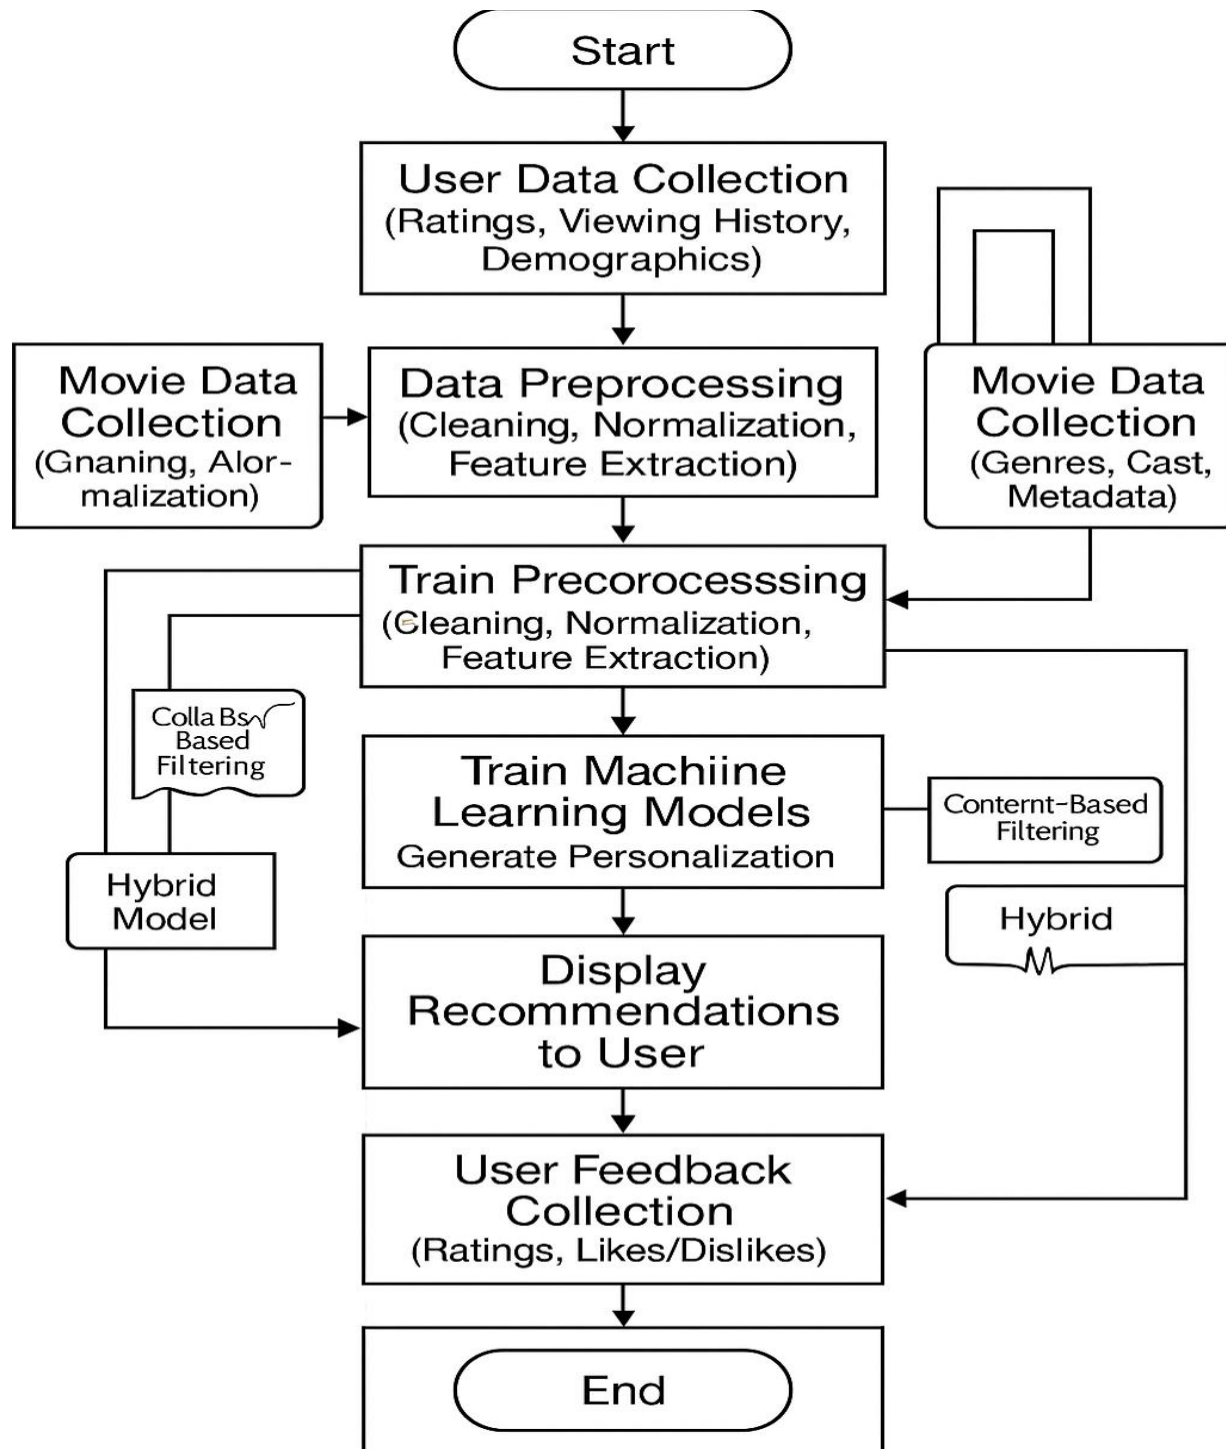 Start
User Data Collection
(Ratings, Viewing History,
Demographics)
Movie Data
Collection
(Gnaning, Alor-
malization)
Data Preprocessing
(Cleaning, Normalization,
Feature Extraction)
Movie Data
Collection
(Genres, Cast,
Metadata)
Train Precorocesssing
(Cleaning, Normalization,
Feature Extraction)
Colla Bs
Based
Filtering
Train Machiine
Learning Models
Generate Personalization
Conternt-Based
Filtering
Hybrid
Model
Hybrid
Display
Recommendations
to User
User Feedback
Collection
(Ratings, Likes/Dislikes)
End